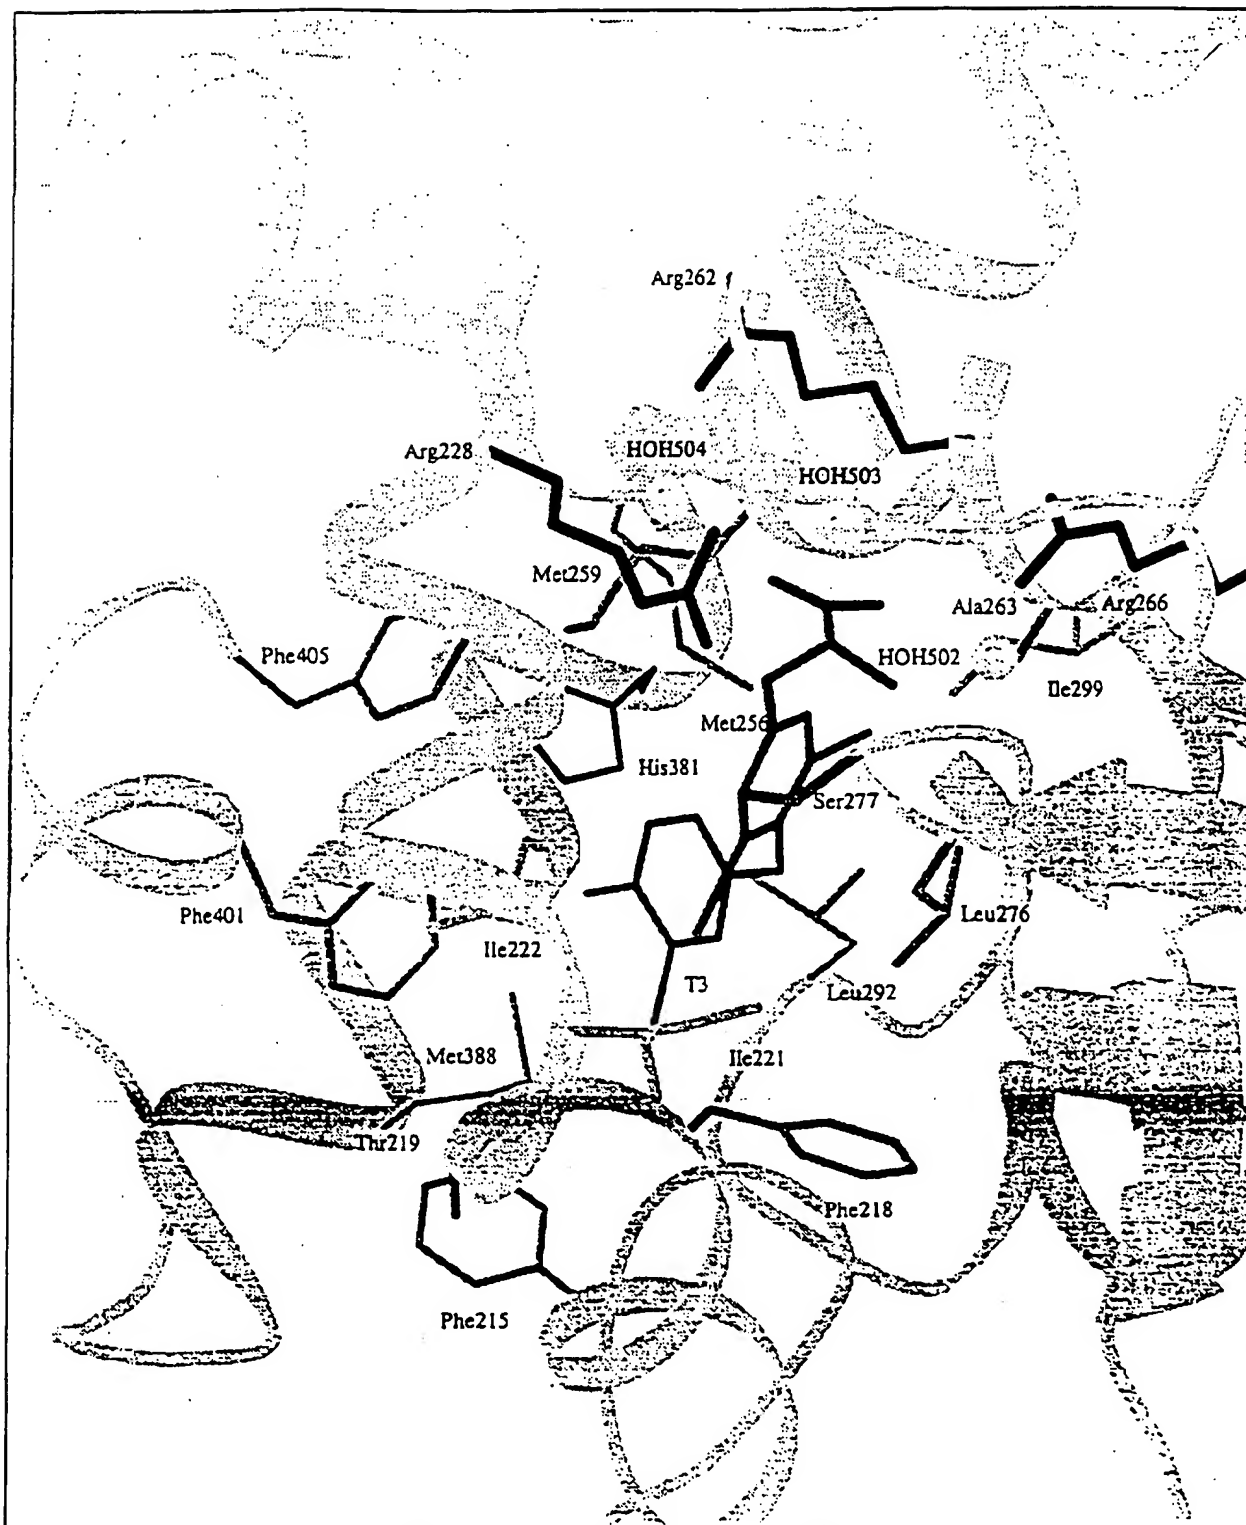 Arg262
Arg228
HOH504
HOH503
Met259
Ala263
Arg266
Phe405
HOH502
Ile299
Met256
His381
Ser277
Phe401
Leu276
Ile222
T3
Leu292
Met388
Ile221
Thr219
Phe218
Phe215